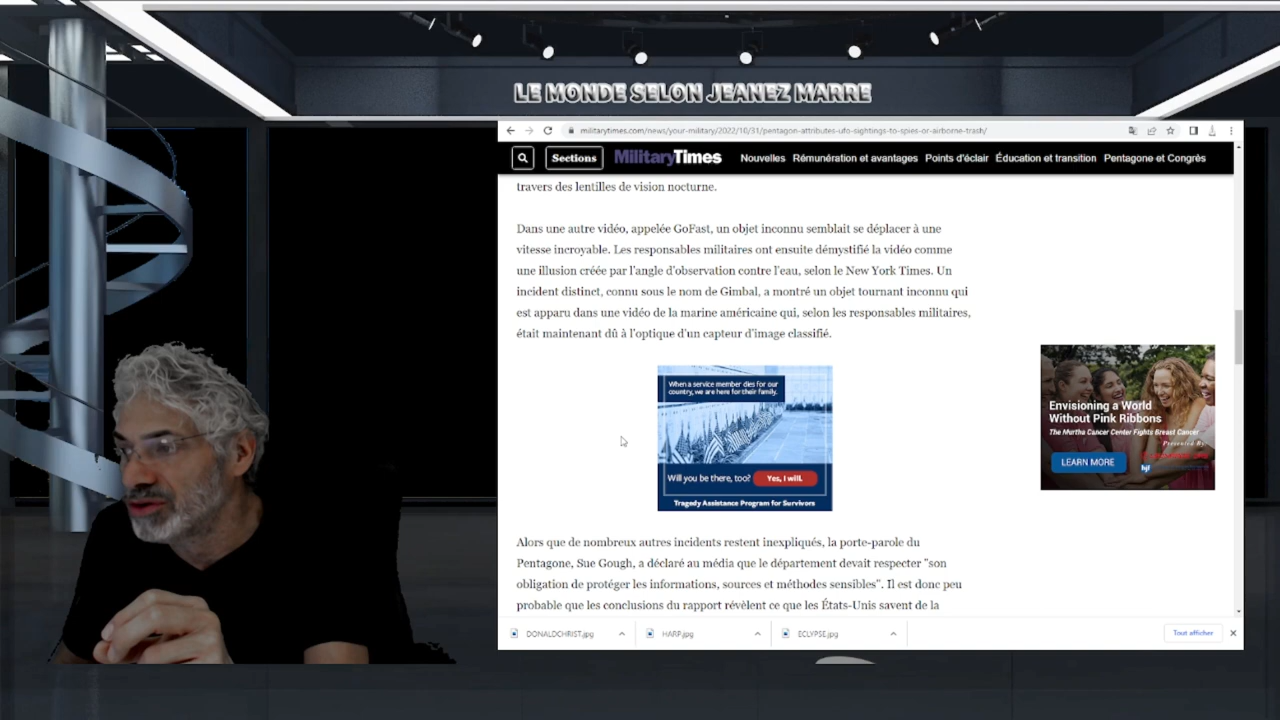 LE MONDE SELON JEANEZ MARRE
militarytimes.com/news/your-military/2022/10/31/pentagon-attributes-ufo-sightings-to-spies-or-airborne-trash/
Sections MilitaryTimes Nouvelles Rémunération et avantages Points d'éclair Éducation et transition Pentagone et Congrès
travers des lentilles de vision nocturne.
Dans une autre vidéo, appelée GoFast, un objet inconnu semblait se déplacer à une
vitesse incroyable. Les responsables militaires ont ensuite démystifié la vidéo comme
une illusion créée par l'angle d'observation contre l'eau, selon le New York Times. Un
incident distinct, connu sous le nom de Gimbal, a montré un objet tournant inconnu qui
est apparu dans une vidéo de la marine américaine qui, selon les responsables militaires,
était maintenant dû à l'optique d'un capteur d'image classifié.
When a service member dies for our
country, we are here for their family.
Will you be there, too? Yes, I will.
Tragedy Assistance Program for Survivors
Envisioning a World
Without Pink Ribbons
The Murtha Cancer Center Fights Breast Cancer
Presented By:
LEARN MORE
hjf
Alors que de nombreux autres incidents restent inexpliqués, la porte-parole du
Pentagone, Sue Gough, a déclaré au média que le département devait respecter "son
obligation de protéger les informations, sources et méthodes sensibles". Il est donc peu
probable que les conclusions du rapport révèlent ce que les États-Unis savent de la
DONALDCHRIST.jpg HARP.jpg ECLYPSE.jpg Tout afficher